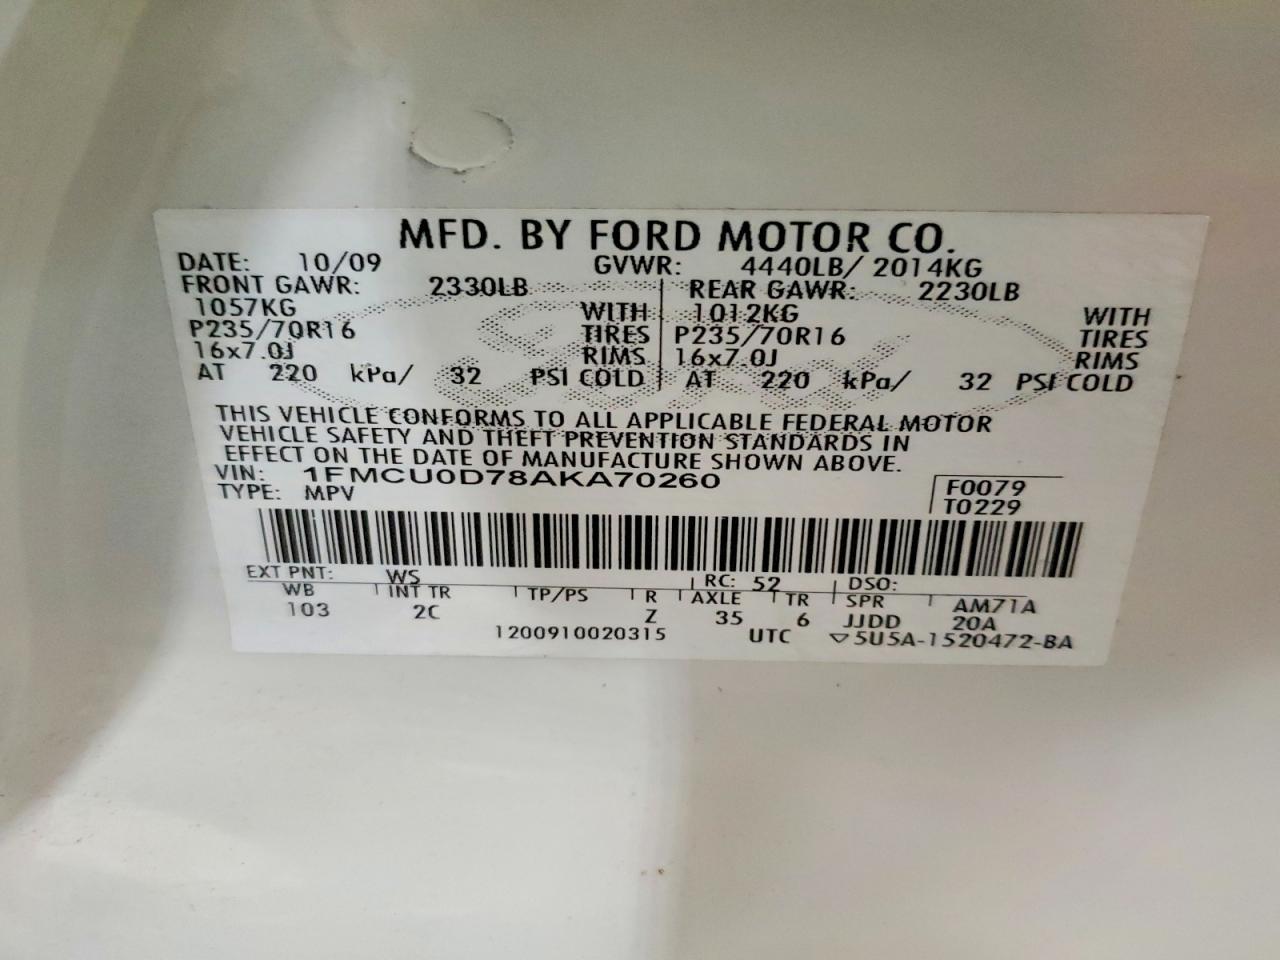 MFD. BY FORD MOTOR CO.
DATE: 10/09 GVWR: 4440LB/ 2014KG
FRONT GAWR: 2330LB REAR GAWR: 2230LB
1057KG WITH 1012KG WITH
P235/70R16 TIRES P235/70R16 TIRES
16x7.0J RIMS 16x7.0J RIMS
AT 220 kPa/ 32 PSI COLD AT 220 kPa/ 32 PSI COLD
THIS VEHICLE CONFORMS TO ALL APPLICABLE FEDERAL MOTOR
VEHICLE SAFETY AND THEFT PREVENTION STANDARDS IN
EFFECT ON THE DATE OF MANUFACTURE SHOWN ABOVE.
VIN: 1FMCU0D78AKA70260 F0079
TYPE: MPV T0229
EXT PNT: WS RC: 52 DSO:
WB INT TR TP/PS R AXLE TR SPR AM71A
103 2C Z 35 6 JJDD 20A
1200910020315 UTC ▽5U5A-1520472-BA